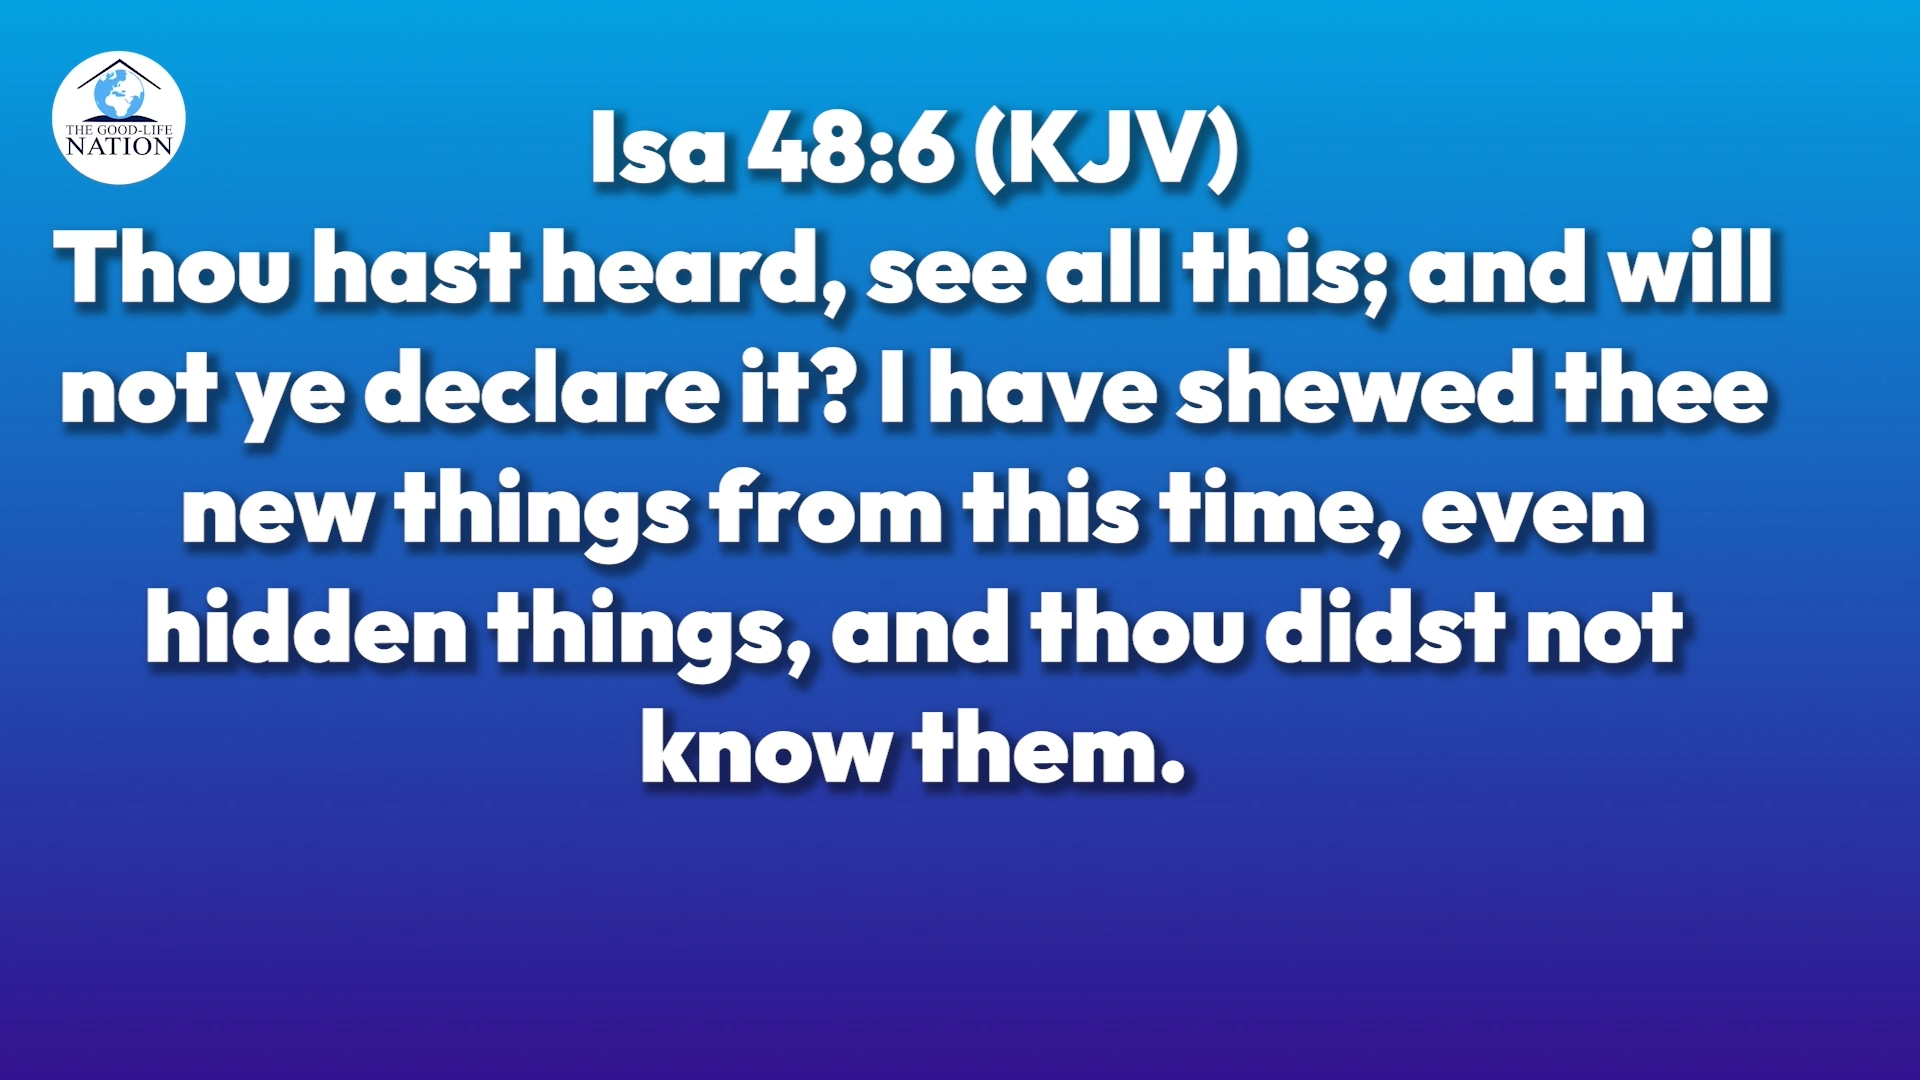 THE GOOD-LIFE
NATION
Isa 48:6 (KJV)
Thou hast heard, see all this; and will
not ye declare it? I have shewed thee
new things from this time, even
hidden things, and thou didst not
know them.